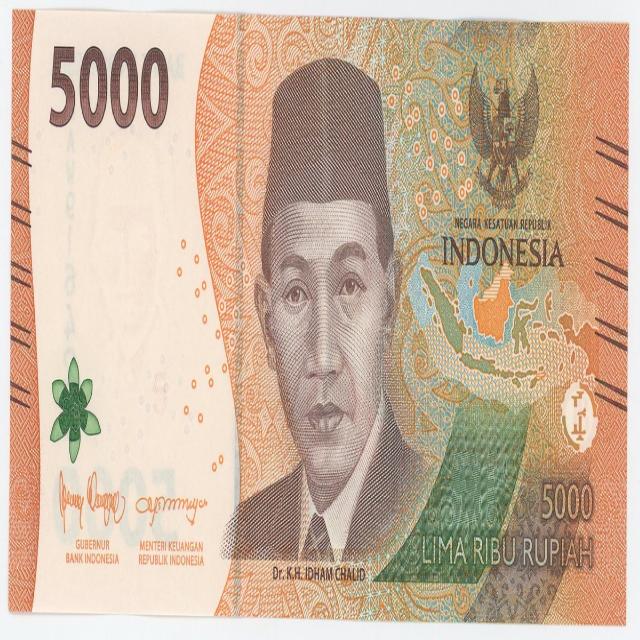 5000
NEGARA KESATUAN REPUBLIK
INDONESIA
GUBERNUR
BANK INDONESIA
MENTERI KEUANGAN
REPUBLIK INDONESIA
Dr. K.H. IDHAM CHALID
5000
LIMA RIBU RUPIAH